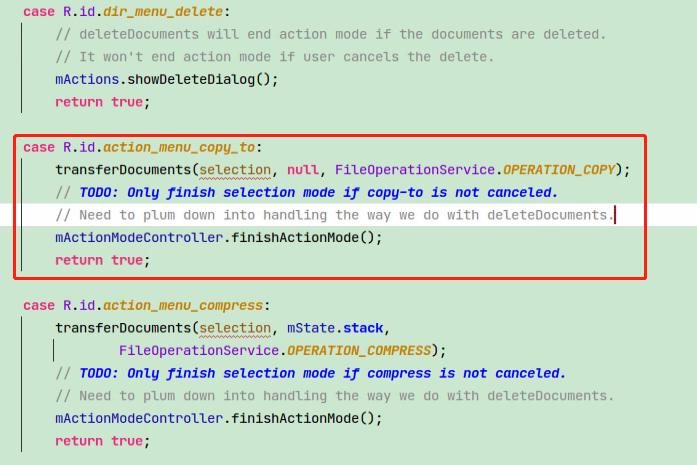 case R.id.dir_menu_delete:
// deleteDocuments will end action mode if the documents are deleted.
// It won't end action mode if user cancels the delete.
mActions.showDeleteDialog();
return true;
case R.id.action_menu_copy_to:
transferDocuments(selection, null, FileOperationService.OPERATION_COPY);
// TODO: Only finish selection mode if copy-to is not canceled.
// Need to plum down into handling the way we do with deleteDocuments.
mActionModeController.finishActionMode();
return true;
case R.id.action_menu_compress:
transferDocuments(selection, mState.stack,
FileOperationService.OPERATION_COMPRESS);
// TODO: Only finish selection mode if compress is not canceled.
// Need to plum down into handling the way we do with deleteDocuments.
mActionModeController.finishActionMode();
return true;